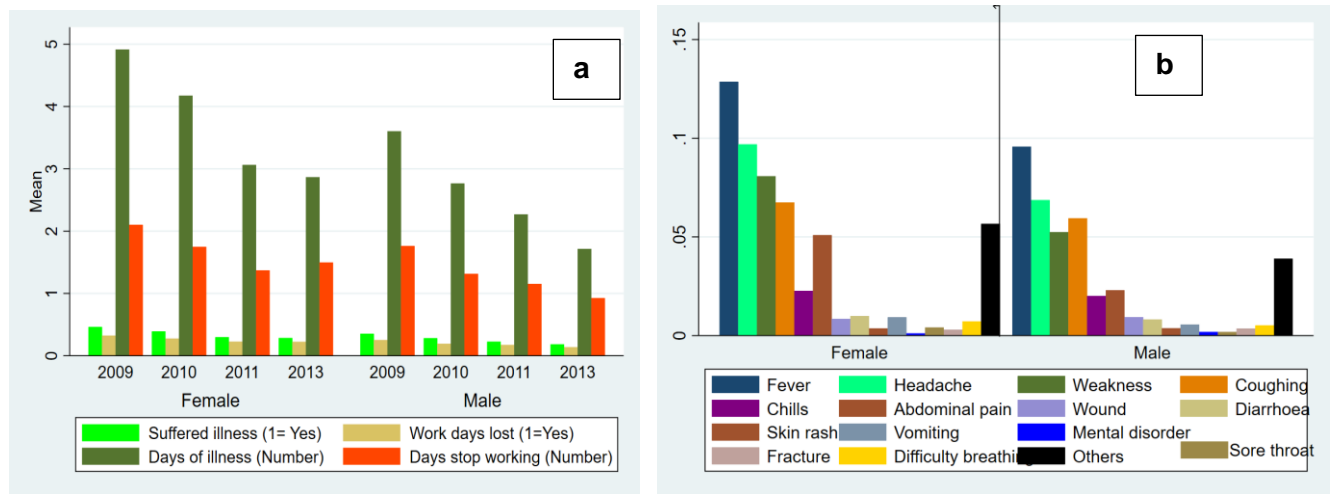 a
5
4
3
2
1
0
Mean
2009 2010 2011 2013 2009 2010 2011 2013
Female Male
Suffered illness (1= Yes) Work days lost (1=Yes)
Days of illness (Number) Days stop working (Number)
b
.15
.1
.05
0
Female Male
Fever Headache Weakness Coughing
Chills Abdominal pain Wound Diarrhoea
Skin rash Vomiting Mental disorder
Fracture Difficulty breathing Others Sore throat